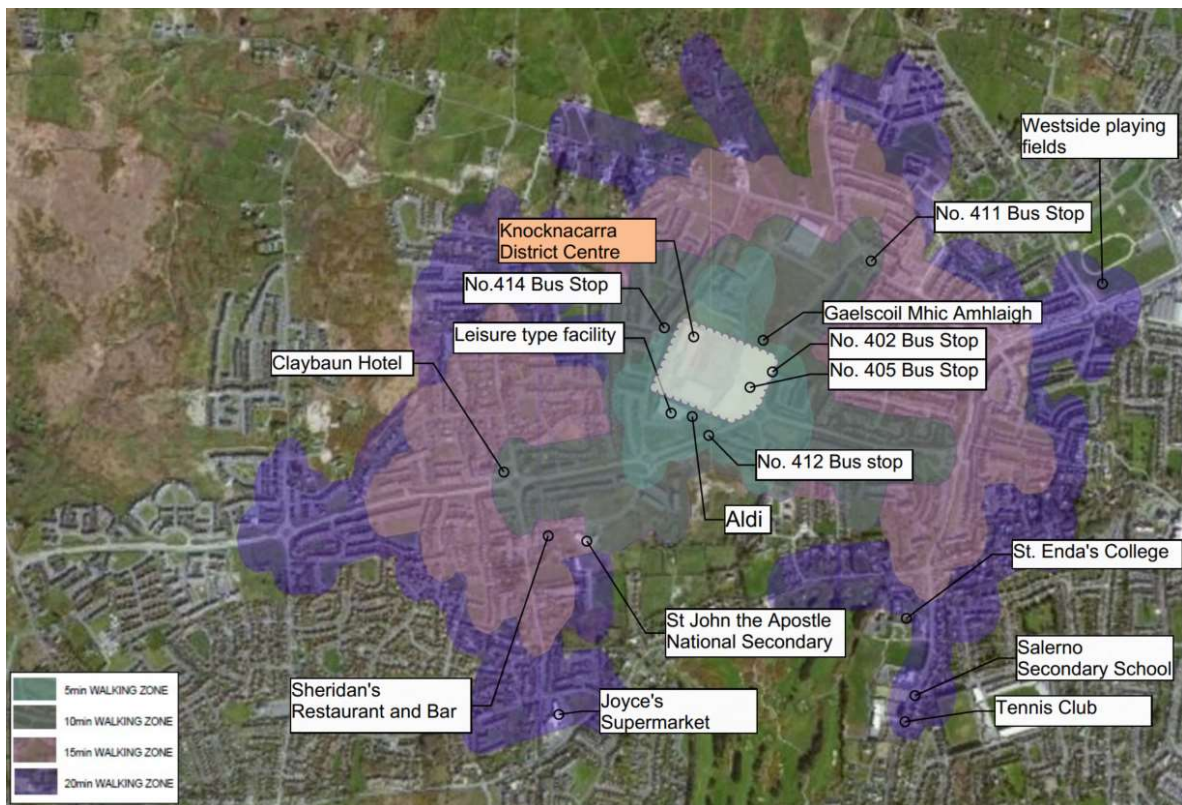 Westside playing
fields
No. 411 Bus Stop
Knocknacarra
District Centre
No.414 Bus Stop
Gaelscoil Mhic Amhlaigh
Leisure type facility
No. 402 Bus Stop
Claybaun Hotel
No. 405 Bus Stop
No. 412 Bus stop
Aldi
St. Enda's College
St John the Apostle
National Secondary
Salerno
Secondary School
Sheridan's
Restaurant and Bar
Joyce's
Supermarket
Tennis Club
5min WALKING ZONE
10min WALKING ZONE
15min WALKING ZONE
20min WALKING ZONE